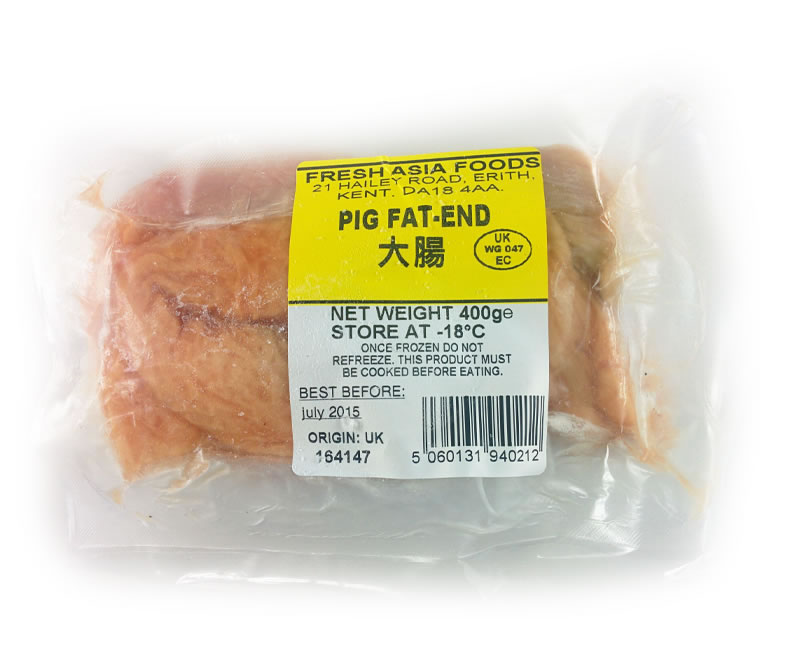 FRESH ASIA FOODS
21 HAILEY ROAD, ERITH,
KENT. DA18 4AA.
PIG FAT-END
大腸
UK
WG 047
EC
NET WEIGHT 400g℮
STORE AT -18°C
ONCE FROZEN DO NOT
REFREEZE. THIS PRODUCT MUST
BE COOKED BEFORE EATING.
BEST BEFORE:
july 2015
ORIGIN: UK
164147
5 060131 940212